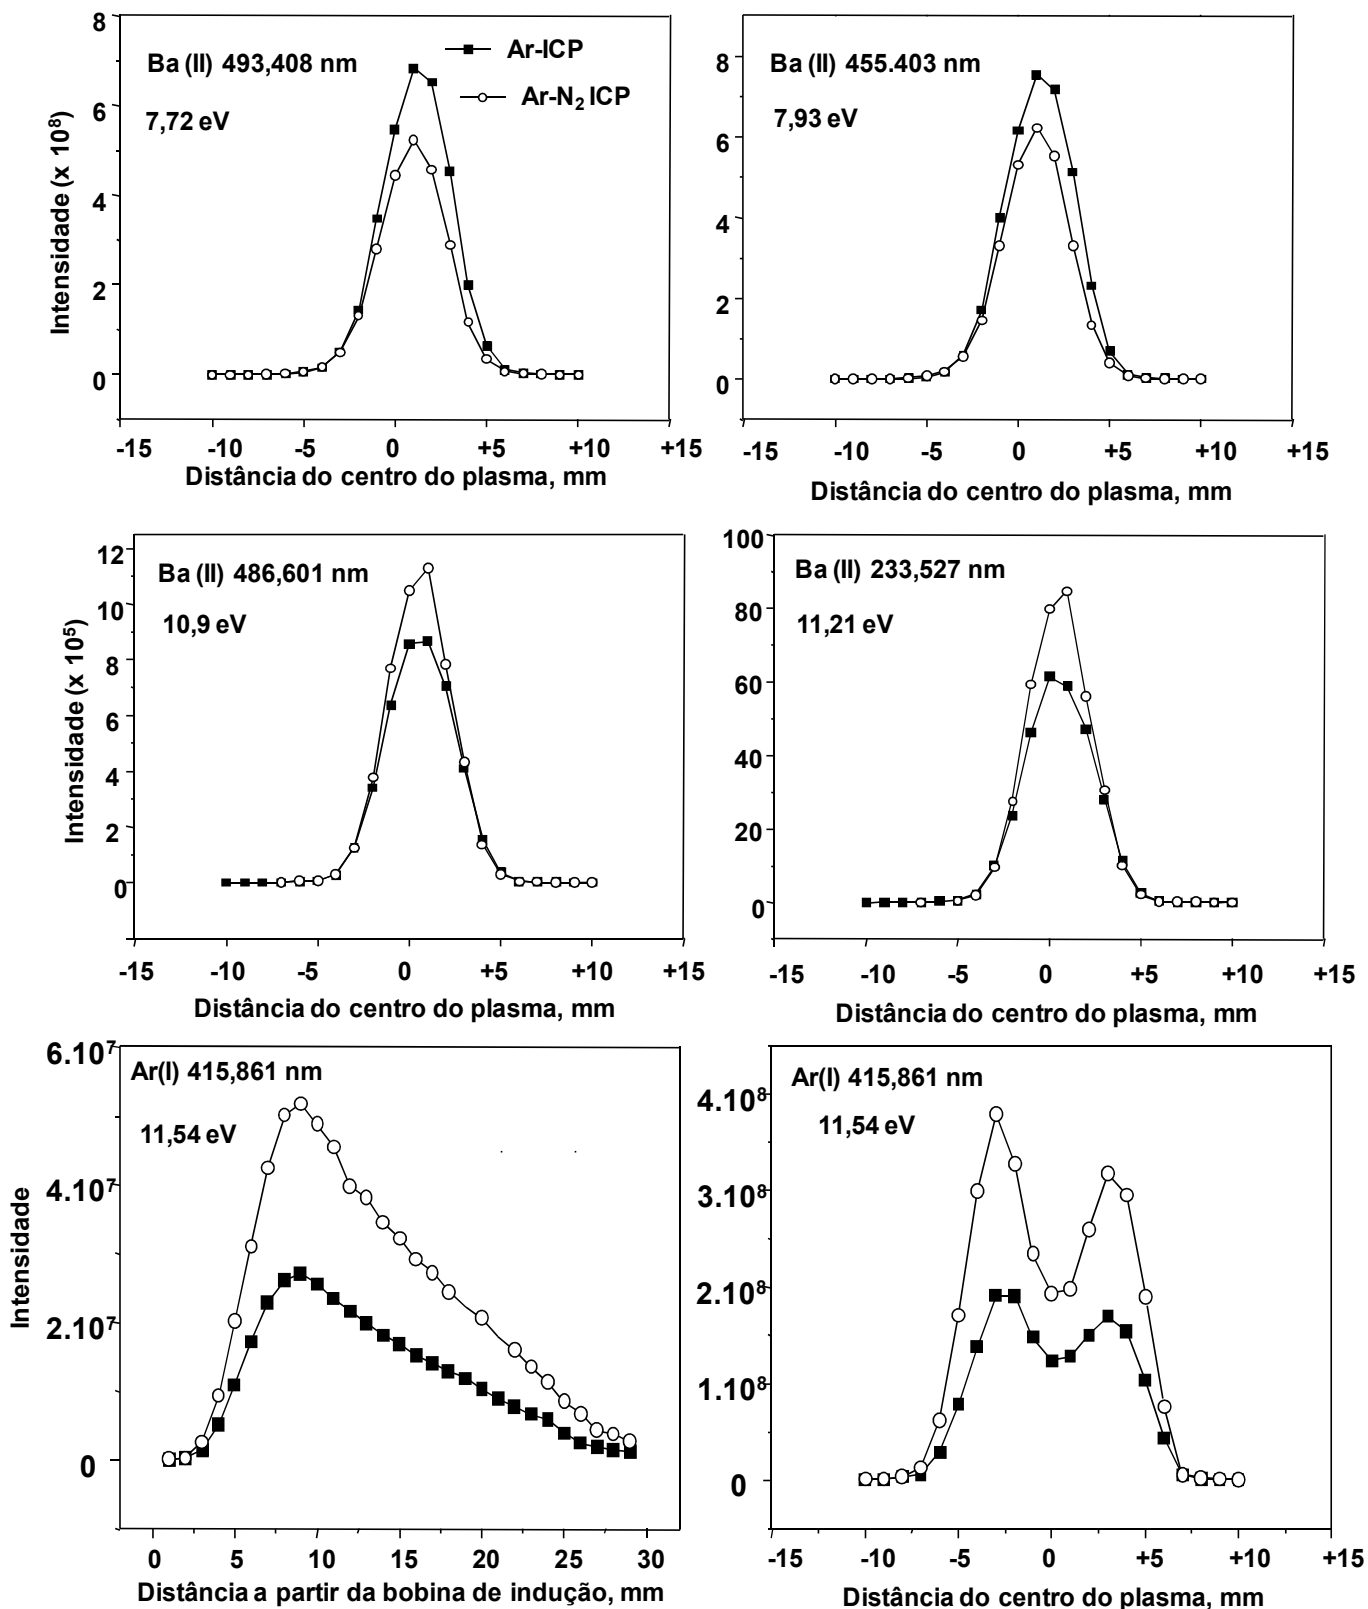 Ba (II) 493,408 nm
7,72 eV
Ar-ICP
Ar-N₂ ICP
Intensidade (x 10⁸)
8
6
4
2
0
-15 -10 -5 0 +5 +10 +15
Distância do centro do plasma, mm
Ba (II) 455.403 nm
7,93 eV
8
6
4
2
0
-15 -10 -5 0 +5 +10 +15
Distância do centro do plasma, mm
Ba (II) 486,601 nm
10,9 eV
Intensidade (x 10⁵)
12
10
8
6
4
2
0
-15 -10 -5 0 +5 +10 +15
Distância do centro do plasma, mm
Ba (II) 233,527 nm
11,21 eV
100
80
60
40
20
0
-15 -10 -5 0 +5 +10 +15
Distância do centro do plasma, mm
Ar(I) 415,861 nm
11,54 eV
Intensidade
6.10⁷
4.10⁷
2.10⁷
0
0 5 10 15 20 25 30
Distância a partir da bobina de indução, mm
Ar(I) 415,861 nm
11,54 eV
4.10⁸
3.10⁸
2.10⁸
1.10⁸
0
-15 -10 -5 0 +5 +10 +15
Distância do centro do plasma, mm